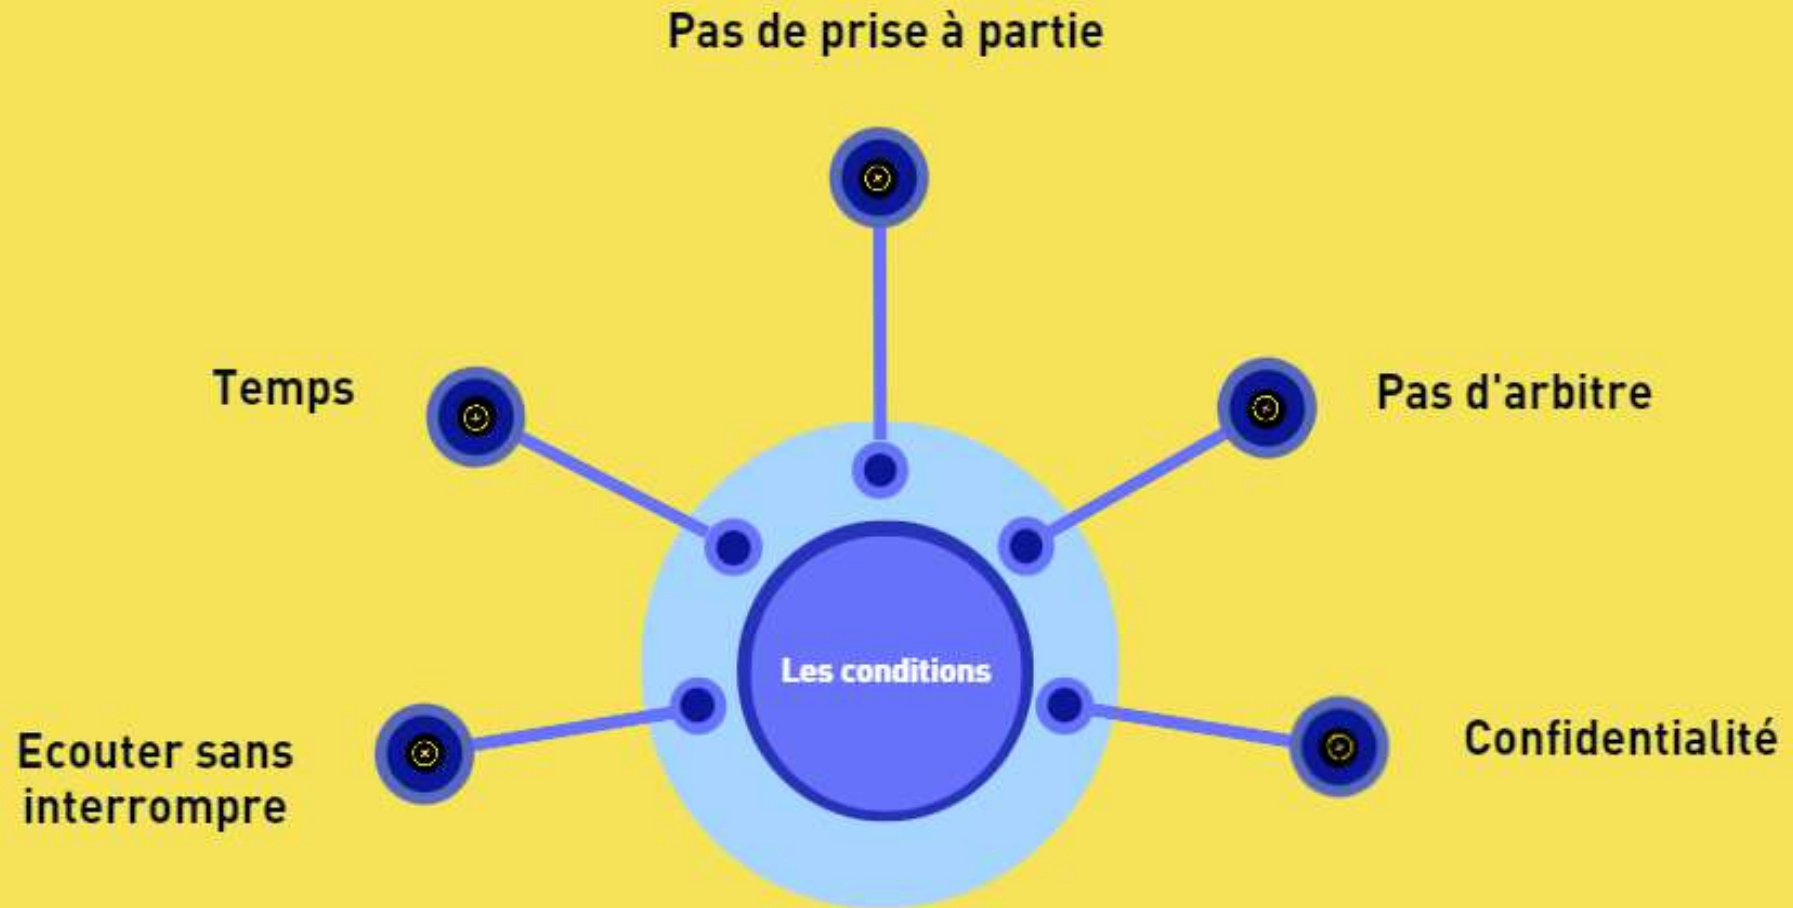 Pas de prise à partie
Temps
Pas d'arbitre
Les conditions
Ecouter sans
interrompre
Confidentialité